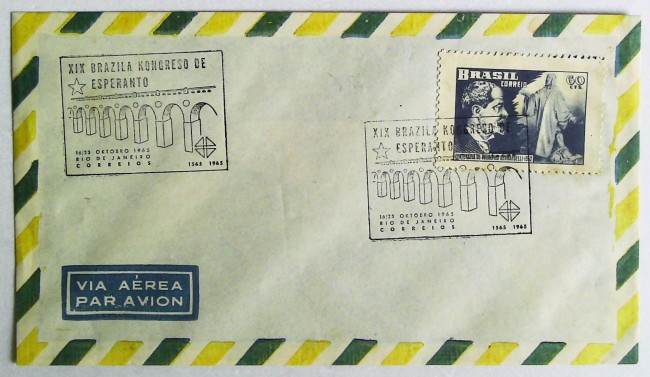 XIX BRAZILA KONGRESO DE
ESPERANTO
16/23 OKTOBRO 1965
RIO DE JANEIRO
CORREIOS
1565 1965
BRASIL
CORREIO
60
CTS
XIX BRAZILA KONGRESO DE
ESPERANTO
16/23 OKTOBRO 1965
RIO DE JANEIRO
CORREIOS
1565 1965
VIA AÉREA
PAR AVION